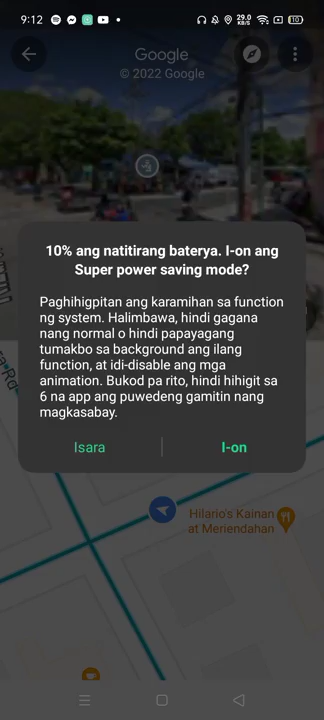 9:12
29.0
KB/S
10
Google
© 2022 Google
10% ang natitirang baterya. I-on ang
Super power saving mode?
Paghihigpitan ang karamihan sa function
ng system. Halimbawa, hindi gagana
nang normal o hindi papayagang
tumakbo sa background ang ilang
function, at idi-disable ang mga
animation. Bukod pa rito, hindi hihigit sa
6 na app ang puwedeng gamitin nang
magkasabay.
Isara
I-on
Hilario's Kainan
at Meriendahan